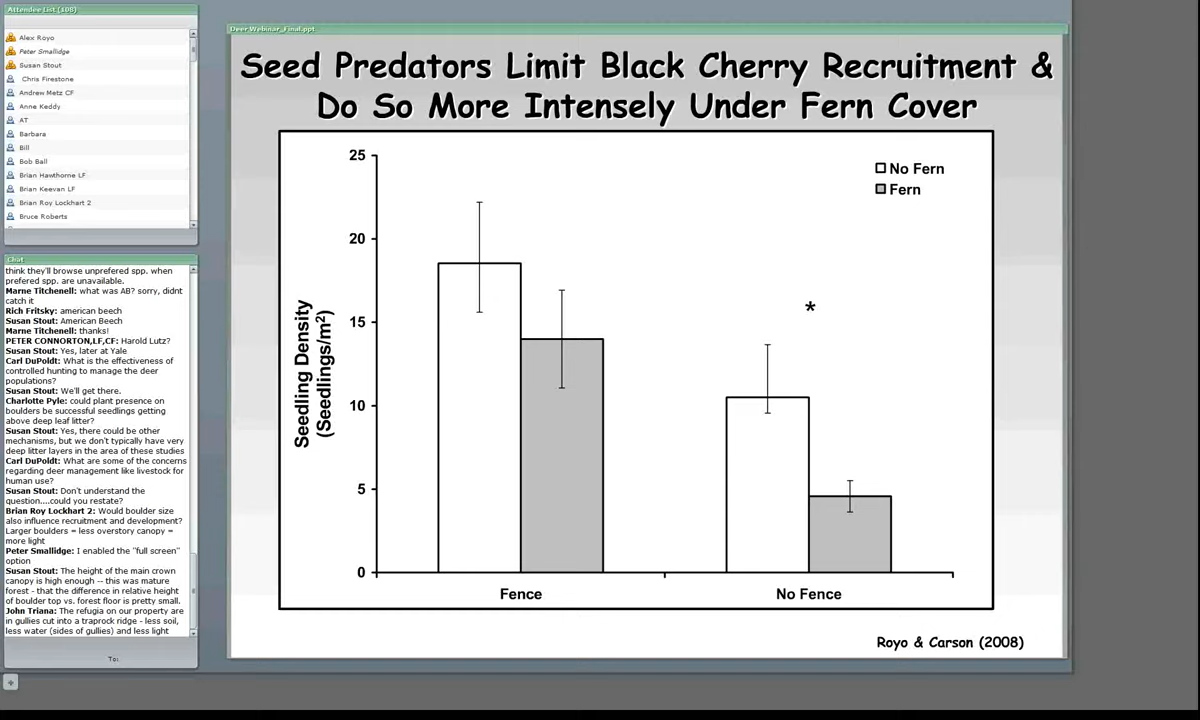 Attendee List (108)
Alex Royo
Peter Smallidge
Susan Stout
Chris Firestone
Andrew Metz CF
Anne Keddy
AT
Barbara
Bill
Bob Ball
Brian Hawthorne LF
Brian Keevan LF
Brian Roy Lockhart 2
Bruce Roberts
Chat
think they'll browse unprefered spp. when
prefered spp. are unavailable.
Marne Titchenell: what was AB? sorry, didnt
catch it
Rich Fritsky: american beech
Susan Stout: American Beech
Marne Titchenell: thanks!
PETER CONNORTON,LF,CF: Harold Lutz?
Susan Stout: Yes, later at Yale
Carl DuPoldt: What is the effectiveness of
controlled hunting to manage the deer
populations?
Susan Stout: We'll get there.
Charlotte Pyle: could plant presence on
boulders be successful seedlings getting
above deep leaf litter?
Susan Stout: Yes, there could be other
mechanisms, but we don't typically have very
deep litter layers in the area of these studies
Carl DuPoldt: What are some of the concerns
regarding deer management like livestock for
human use?
Susan Stout: Don't understand the
question....could you restate?
Brian Roy Lockhart 2: Would boulder size
also influence recruitment and development?
Larger boulders = less overstory canopy =
more light
Peter Smallidge: I enabled the "full screen"
option
Susan Stout: The height of the main crown
canopy is high enough -- this was mature
forest - that the difference in relative height
of boulder top vs. forest floor is pretty small.
John Triana: The refugia on our property are
in gullies cut into a traprock ridge - less soil,
less water (sides of gullies) and less light
To:
Deer Webinar_Final.ppt
Seed Predators Limit Black Cherry Recruitment &
Do So More Intensely Under Fern Cover
25
20
15
10
5
0
Seedling Density
(Seedlings/m²)
No Fern
Fern
*
Fence
No Fence
Royo & Carson (2008)